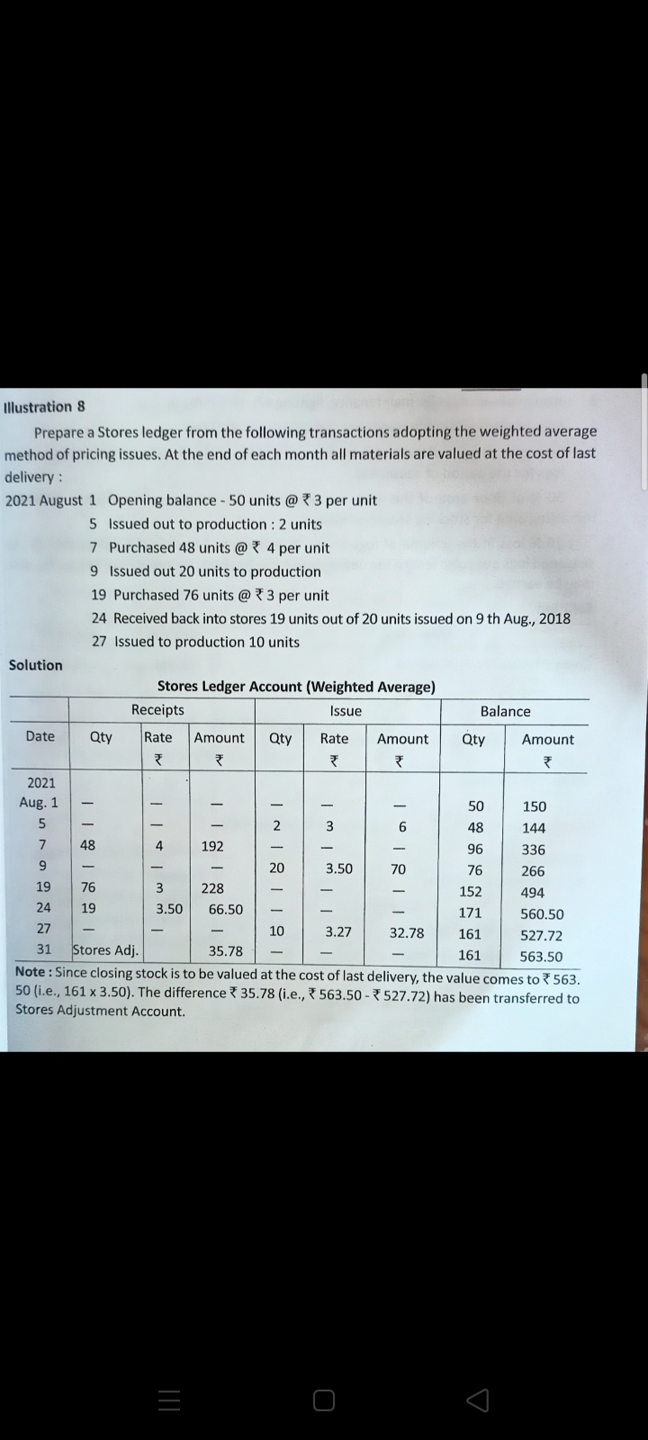 Illustration 8
Prepare a Stores ledger from the following transactions adopting the weighted average
method of pricing issues. At the end of each month all materials are valued at the cost of last
delivery :
2021 August 1 Opening balance - 50 units @ ₹ 3 per unit
5 Issued out to production : 2 units
7 Purchased 48 units @ ₹ 4 per unit
9 Issued out 20 units to production
19 Purchased 76 units @ ₹ 3 per unit
24 Received back into stores 19 units out of 20 units issued on 9 th Aug., 2018
27 Issued to production 10 units
Solution
Stores Ledger Account (Weighted Average)
Receipts Issue Balance
Date Qty Rate Amount Qty Rate Amount Qty Amount
₹ ₹ ₹ ₹ ₹
2021
Aug. 1 — — — — — — 50 150
5 — — — 2 3 6 48 144
7 48 4 192 — — — 96 336
9 — — — 20 3.50 70 76 266
19 76 3 228 — — — 152 494
24 19 3.50 66.50 — — — 171 560.50
27 — — — 10 3.27 32.78 161 527.72
31 Stores Adj. 35.78 — — — 161 563.50
Note : Since closing stock is to be valued at the cost of last delivery, the value comes to ₹ 563.
50 (i.e., 161 x 3.50). The difference ₹ 35.78 (i.e., ₹ 563.50 - ₹ 527.72) has been transferred to
Stores Adjustment Account.